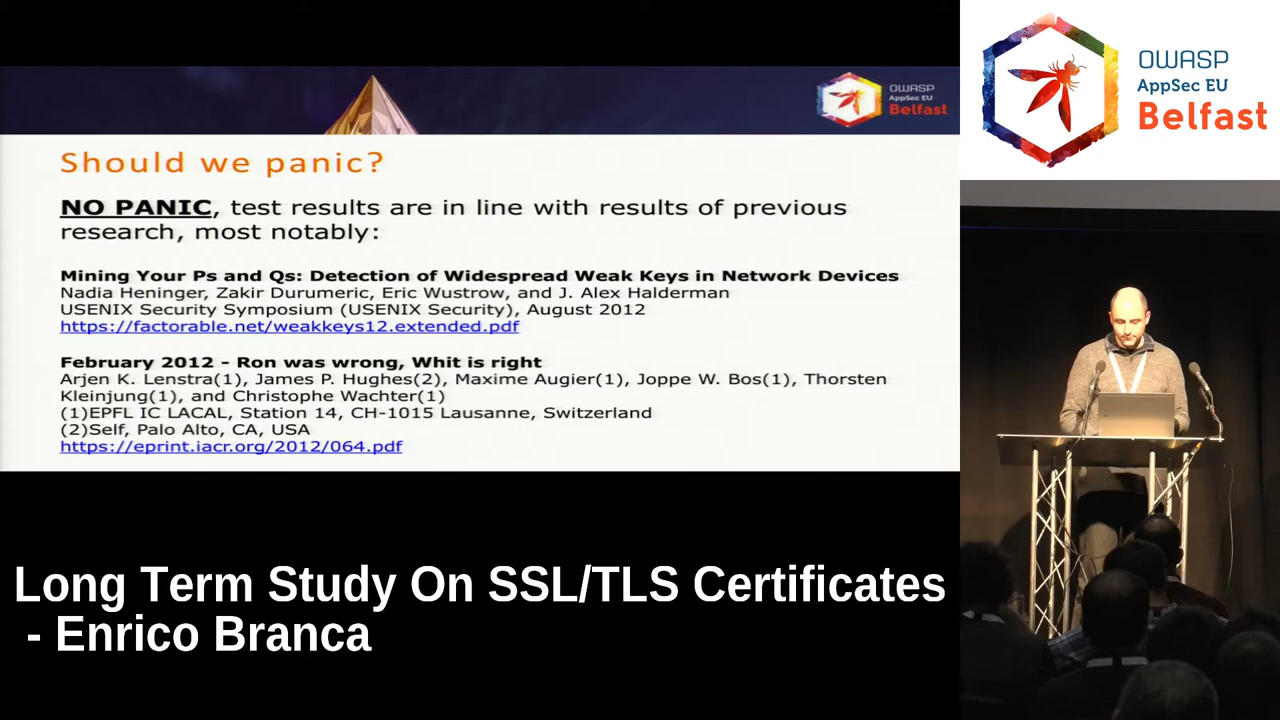 OWASP
AppSec EU
Belfast
Should we panic?
NO PANIC, test results are in line with results of previous
research, most notably:
Mining Your Ps and Qs: Detection of Widespread Weak Keys in Network Devices
Nadia Heninger, Zakir Durumeric, Eric Wustrow, and J. Alex Halderman
USENIX Security Symposium (USENIX Security), August 2012
https://factorable.net/weakkeys12.extended.pdf
February 2012 - Ron was wrong, Whit is right
Arjen K. Lenstra(1), James P. Hughes(2), Maxime Augier(1), Joppe W. Bos(1), Thorsten
Kleinjung(1), and Christophe Wachter(1)
(1)EPFL IC LACAL, Station 14, CH-1015 Lausanne, Switzerland
(2)Self, Palo Alto, CA, USA
https://eprint.iacr.org/2012/064.pdf
Long Term Study On SSL/TLS Certificates
- Enrico Branca
OWASP
AppSec EU
Belfast